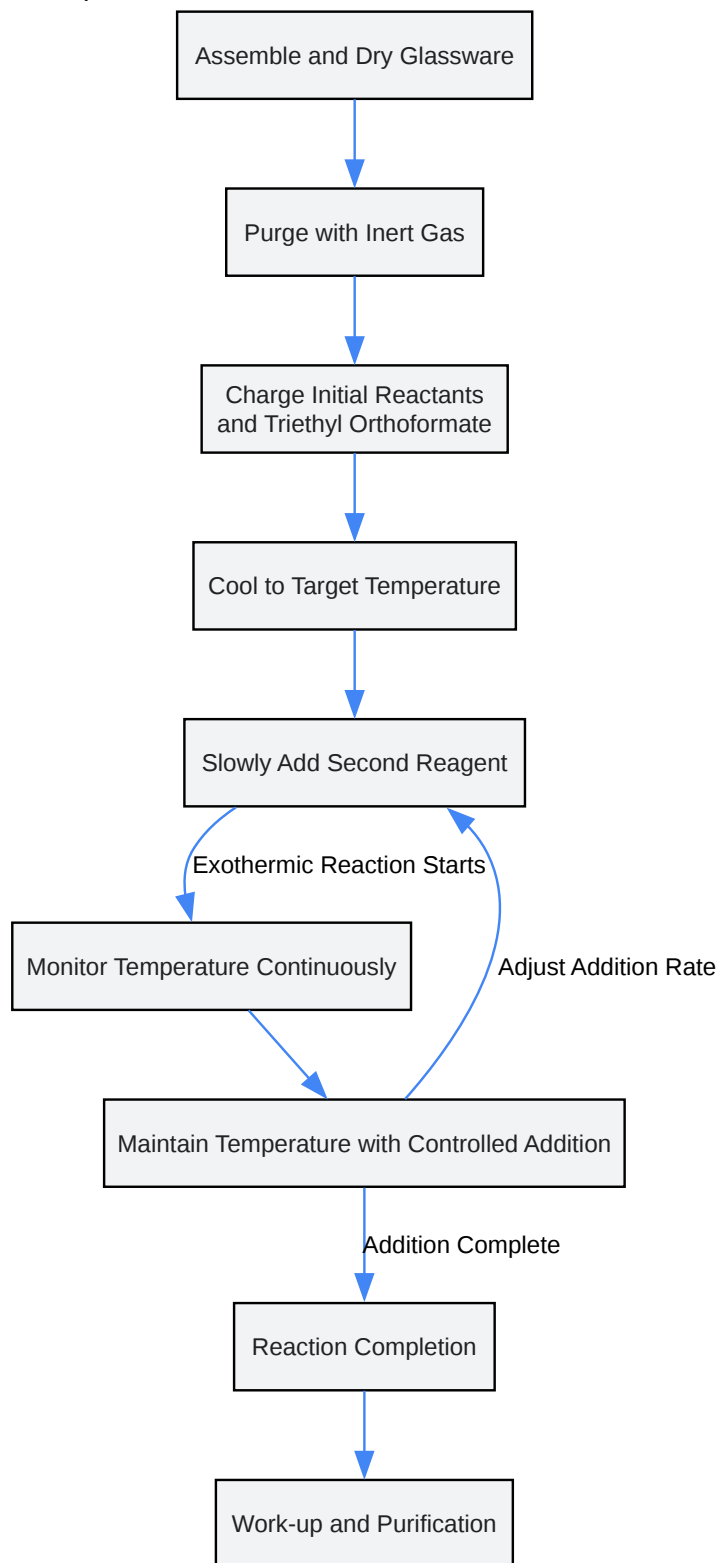 Assemble and Dry Glassware
Purge with Inert Gas
Charge Initial Reactants
and Triethyl Orthoformate
Cool to Target Temperature
Slowly Add Second Reagent
Exothermic Reaction Starts
Monitor Temperature Continuously
Adjust Addition Rate
Maintain Temperature with Controlled Addition
Addition Complete
Reaction Completion
Work-up and Purification